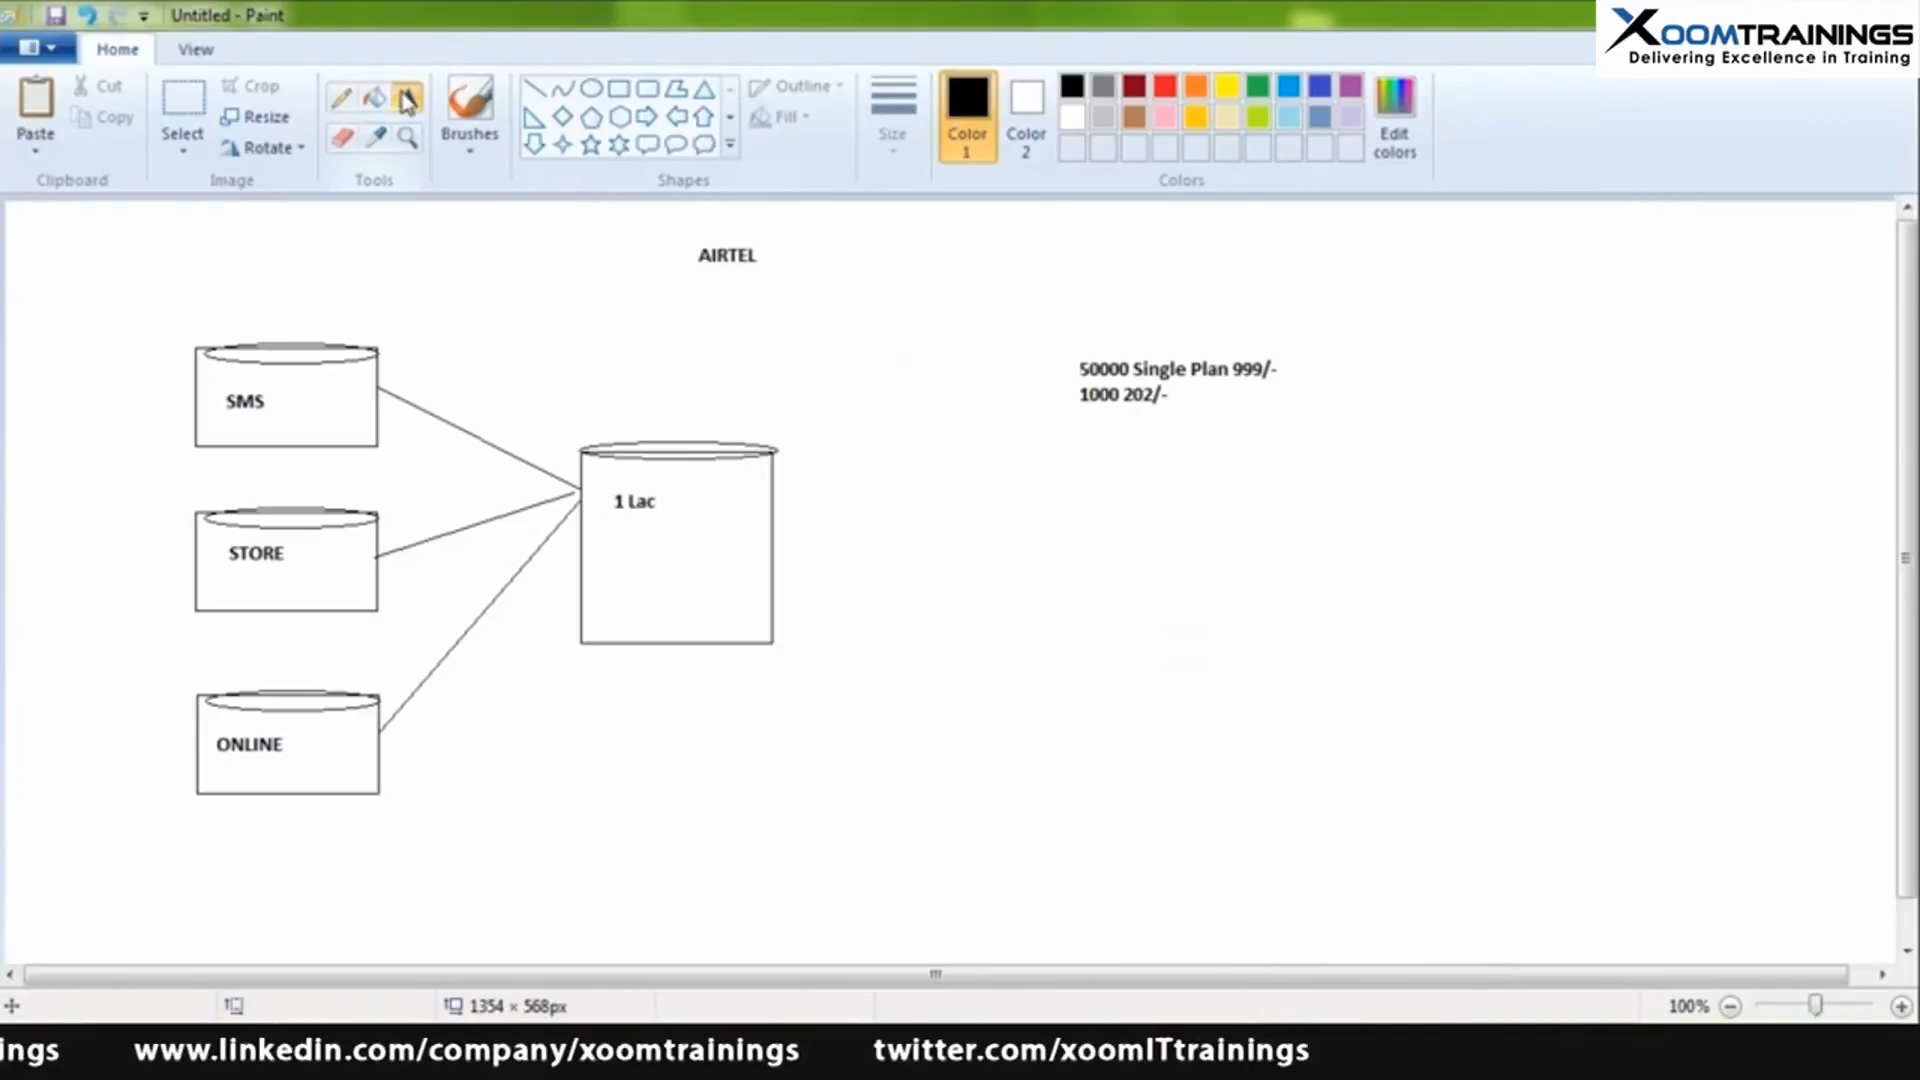 Untitled - Paint
XOOMTRAININGS
Delivering Excellence in Training
Home
View
Paste
Cut
Copy
Clipboard
Select
Crop
Resize
Rotate
Image
Tools
Brushes
Shapes
Outline
Fill
Size
Color
1
Color
2
Edit
colors
Colors
AIRTEL
50000 Single Plan 999/-
1000 202/-
SMS
1 Lac
STORE
ONLINE
1354 × 568px
100%
ings
www.linkedin.com/company/xoomtrainings
twitter.com/xoomITtrainings